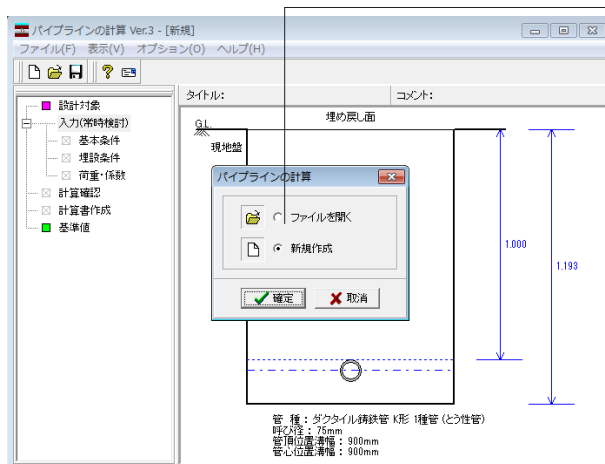 パイプラインの計算 Ver.3 - [新規]
ファイル(F) 表示(V) オプション(O) ヘルプ(H)
設計対象
入力(常時検討)
基本条件
埋設条件
荷重・係数
計算確認
計算書作成
基準値
タイトル:
コメント:
G.L.
埋め戻し面
現地盤
パイプラインの計算
ファイルを開く
新規作成
確定
取消
1.000
1.193
管 種 : ダクタイル鋳鉄管 K形 1種管 (とう性管)
呼び径 : 75mm
管頂位置溝幅 : 900mm
管心位置溝幅 : 900mm